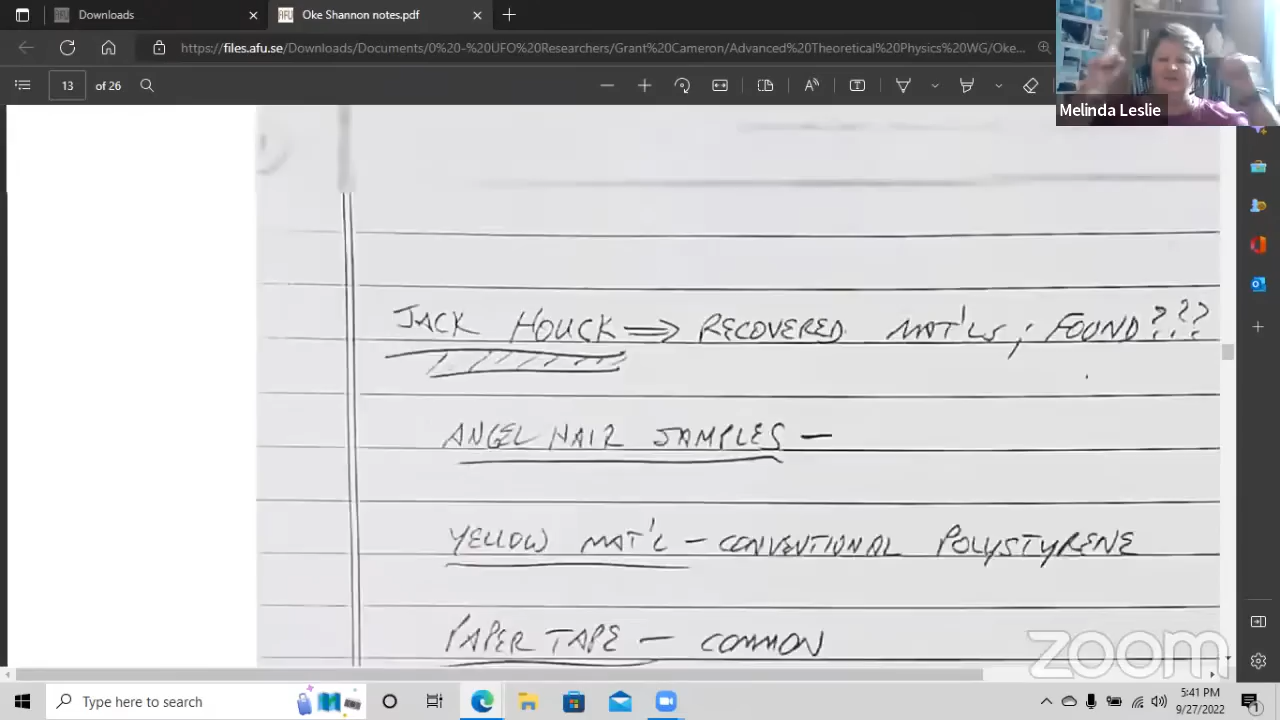 Downloads
Oke Shannon notes.pdf
https://files.afu.se/Downloads/Documents/0%20-%20UFO%20Researchers/Grant%20Cameron/Advanced%20Theoretical%20Physics%20WG/Oke...
13 of 26
Melinda Leslie
JACK HOUCK ⇒ RECOVERED MAT'LS; FOUND???
ANGEL HAIR SAMPLES —
YELLOW MAT'L — CONVENTIONAL POLYSTYRENE
PAPER TAPE — COMMON
zoom
Type here to search
5:41 PM
9/27/2022